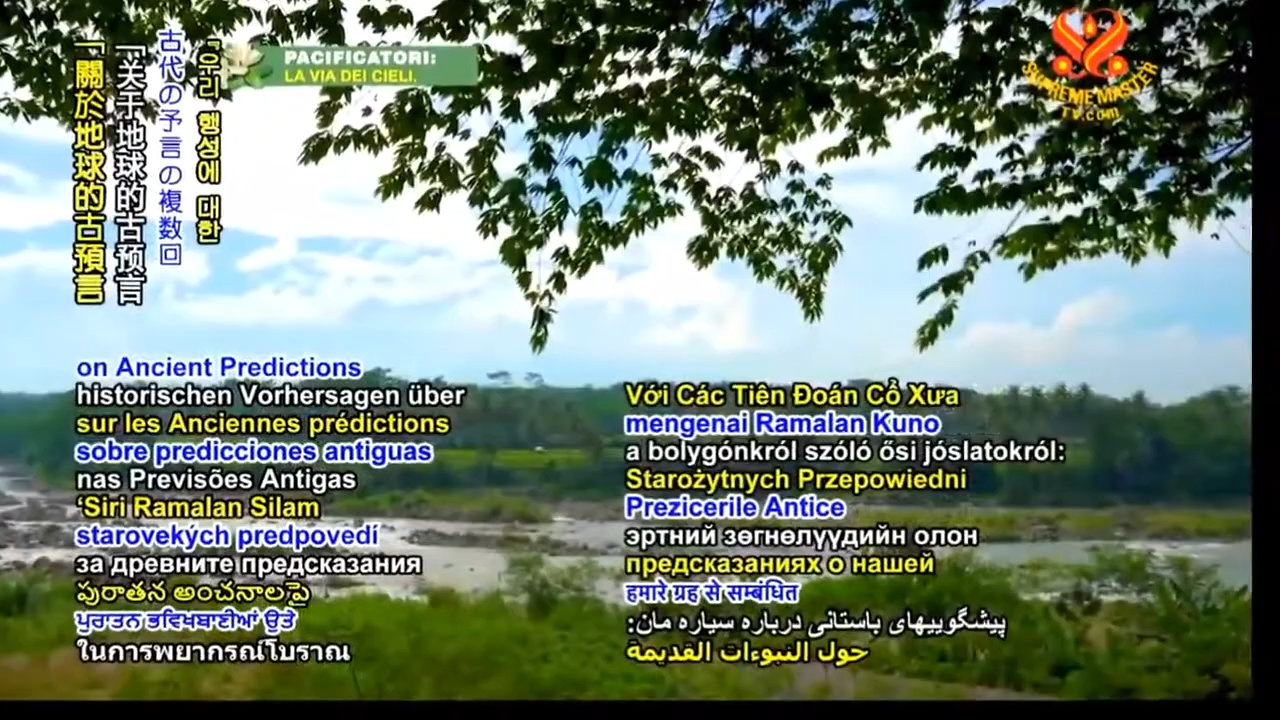 「關於地球的古預言
「关于地球的古预言
古代の予言の複数回
『우리 행성에 대한
PACIFICATORI:
LA VIA DEI CIELI.
SUPREME MASTER
TV.com
on Ancient Predictions
historischen Vorhersagen über
sur les Anciennes prédictions
sobre predicciones antiguas
nas Previsões Antigas
‘Siri Ramalan Silam
starovekých predpovedí
за древните предсказания
పురాతన అంచనాలపై
ਪੁਰਾਤਨ ਭਵਿਖਬਾਣੀਆਂ ਉਤੇ
ในการพยากรณ์โบราณ
Với Các Tiên Đoán Cổ Xưa
mengenai Ramalan Kuno
a bolygónkról szóló ősi jóslatokról:
Starożytnych Przepowiedni
Prezicerile Antice
эртний зөгнөлүүдийн олон
предсказаниях о нашей
हमारे ग्रह से सम्बंधित
پیشگوییهای باستانی درباره سیاره مان:
حول النبوءات القديمة